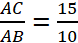 AC/AB = 15/10